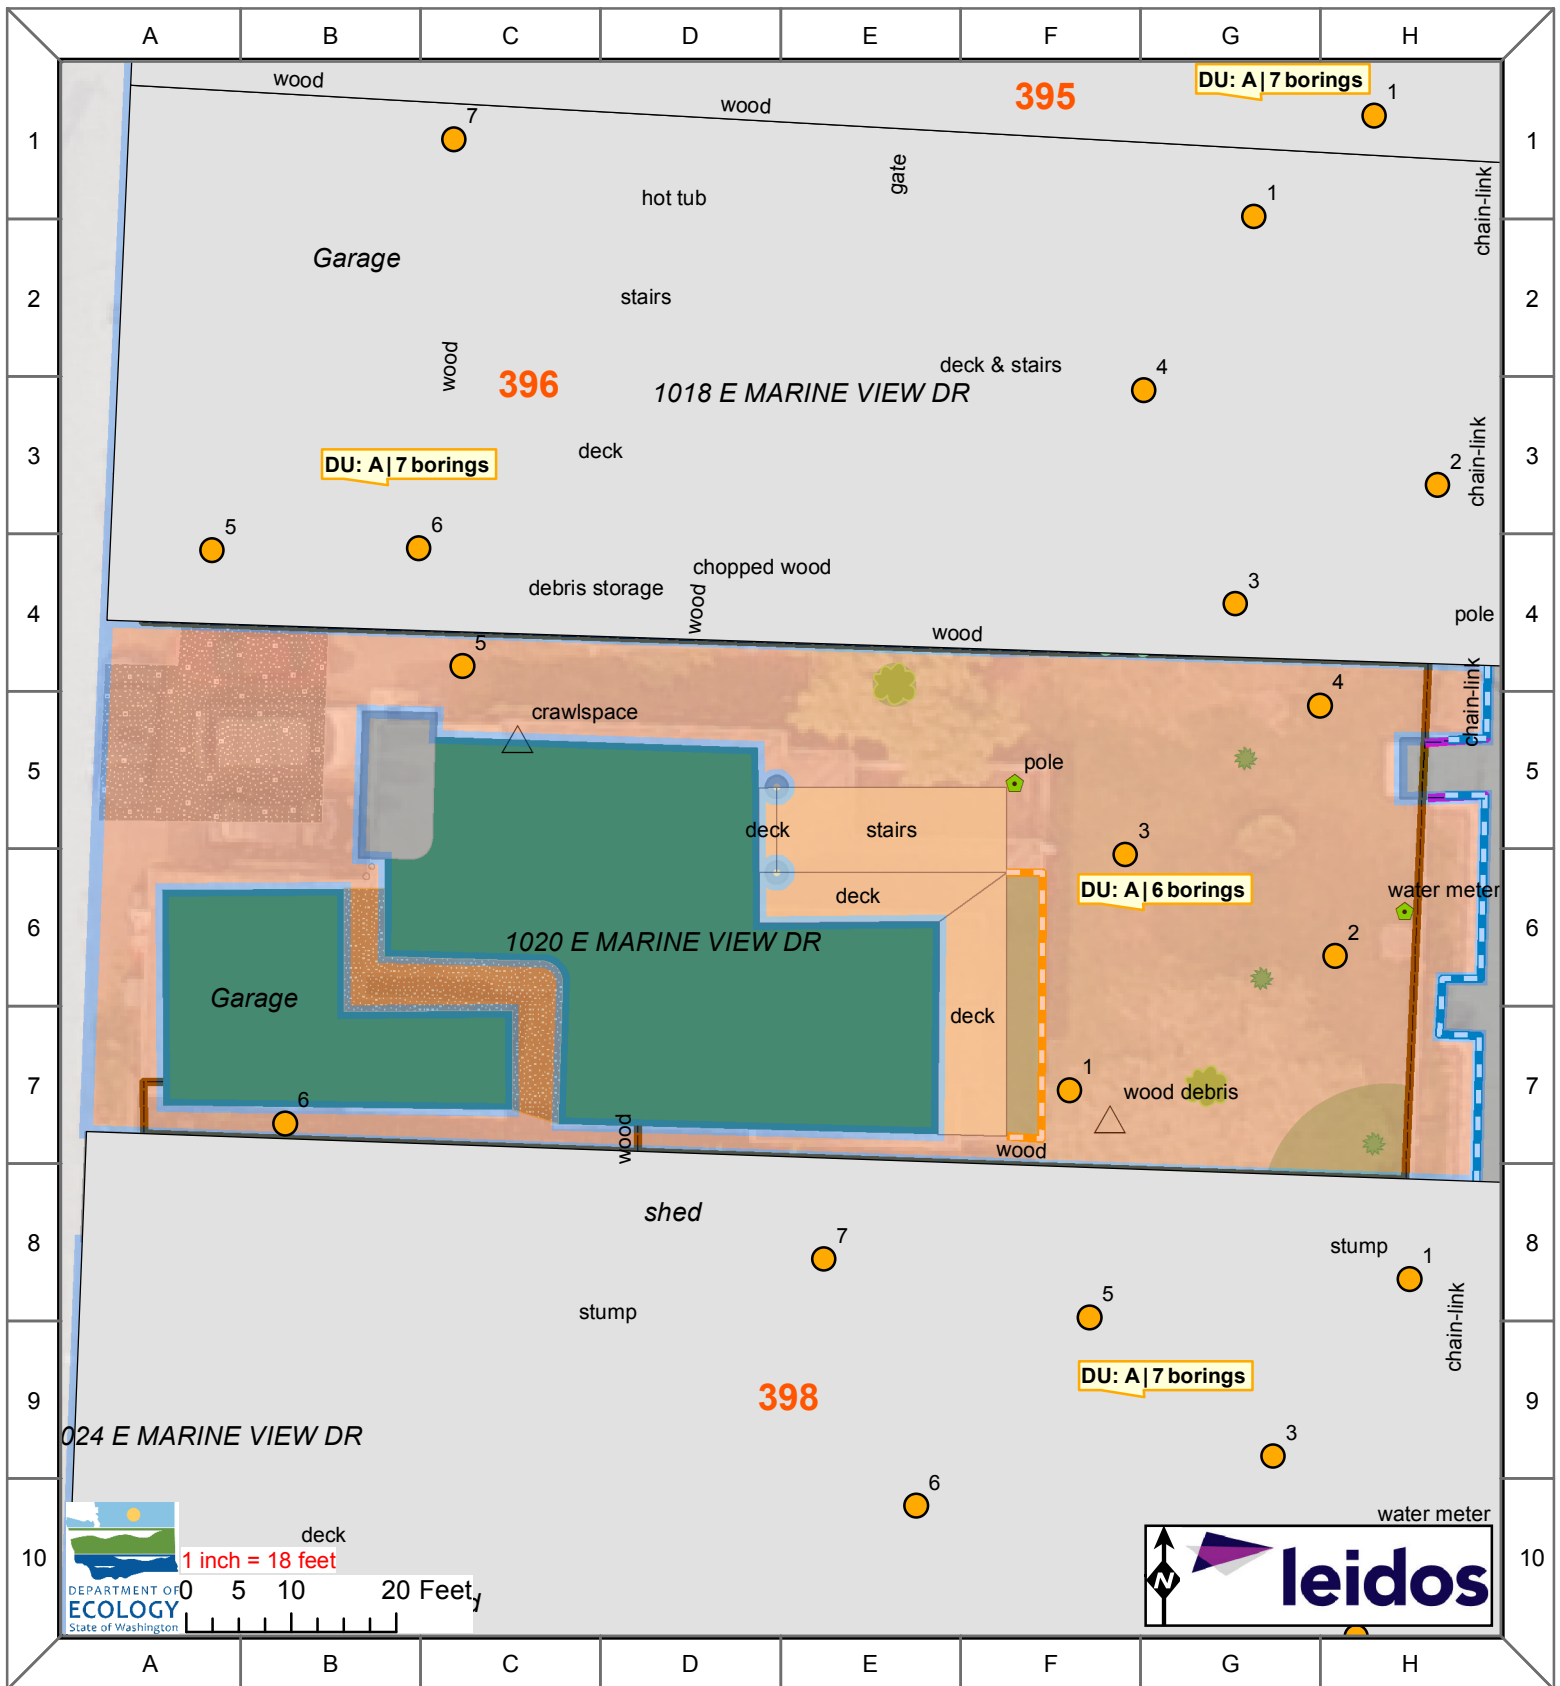 A B C D E F G H
wood
DU: A | 7 borings
395
1
wood
7
1
1
gate
chain-link
hot tub
1
Garage
2
2
stairs
wood
deck & stairs
4
396
1018 E MARINE VIEW DR
chain-link
deck
3
3
DU: A | 7 borings
2
5
6
chopped wood
debris storage
wood
3
4
4
pole
wood
5
chain-link
4
crawlspace
pole
5
5
deck
stairs
3
deck
DU: A | 6 borings
water meter
6
6
1020 E MARINE VIEW DR
2
Garage
deck
7
7
1
wood debris
6
wood
wood
shed
8
8
7
stump
1
5
stump
chain-link
DU: A | 7 borings
9
9
398
024 E MARINE VIEW DR
3
6
water meter
deck
10
10
1 inch = 18 feet
0 5 10 20 Feet
DEPARTMENT OF
ECOLOGY
State of Washington
N
leidos
A B C D E F G H